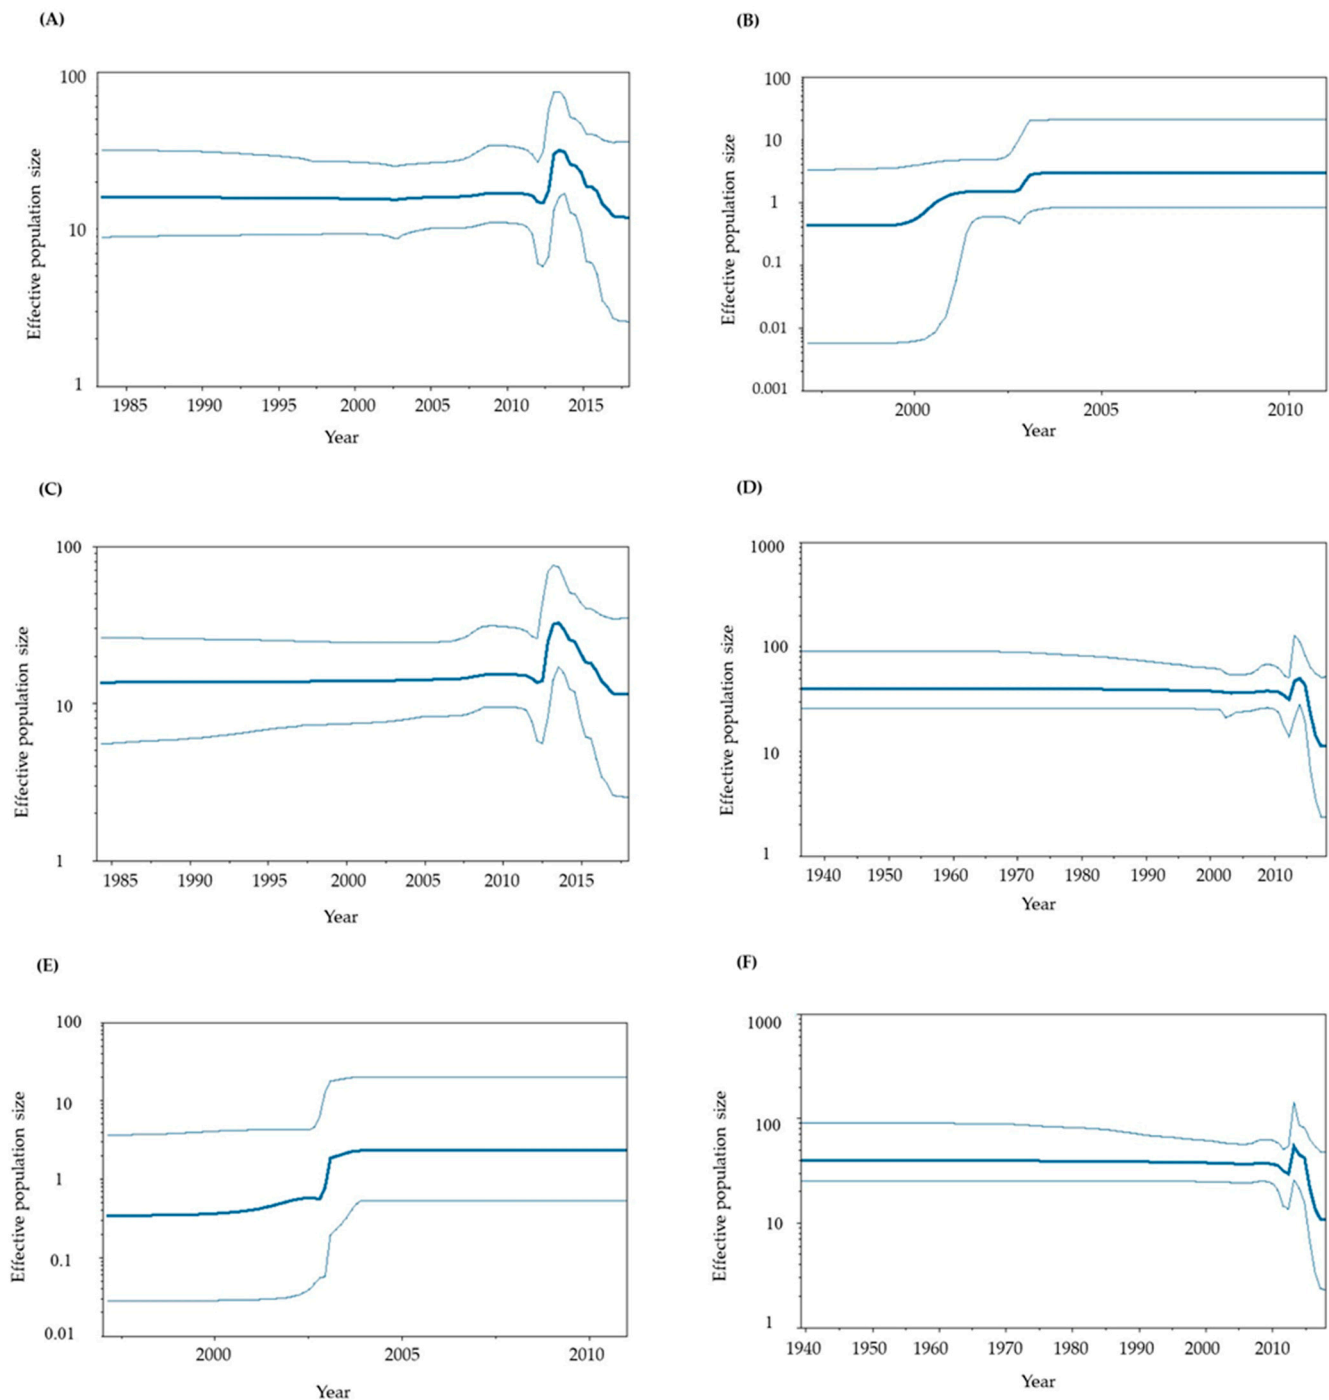 (A)
100
10
1
Effective population size
1985 1990 1995 2000 2005 2010 2015
Year
(B)
100
10
1
0.1
0.01
0.001
Effective population size
2000 2005 2010
Year
(C)
100
10
1
Effective population size
1985 1990 1995 2000 2005 2010 2015
Year
(D)
1000
100
10
1
Effective population size
1940 1950 1960 1970 1980 1990 2000 2010
Year
(E)
100
10
1
0.1
0.01
Effective population size
2000 2005 2010
Year
(F)
1000
100
10
1
Effective population size
1940 1950 1960 1970 1980 1990 2000 2010
Year